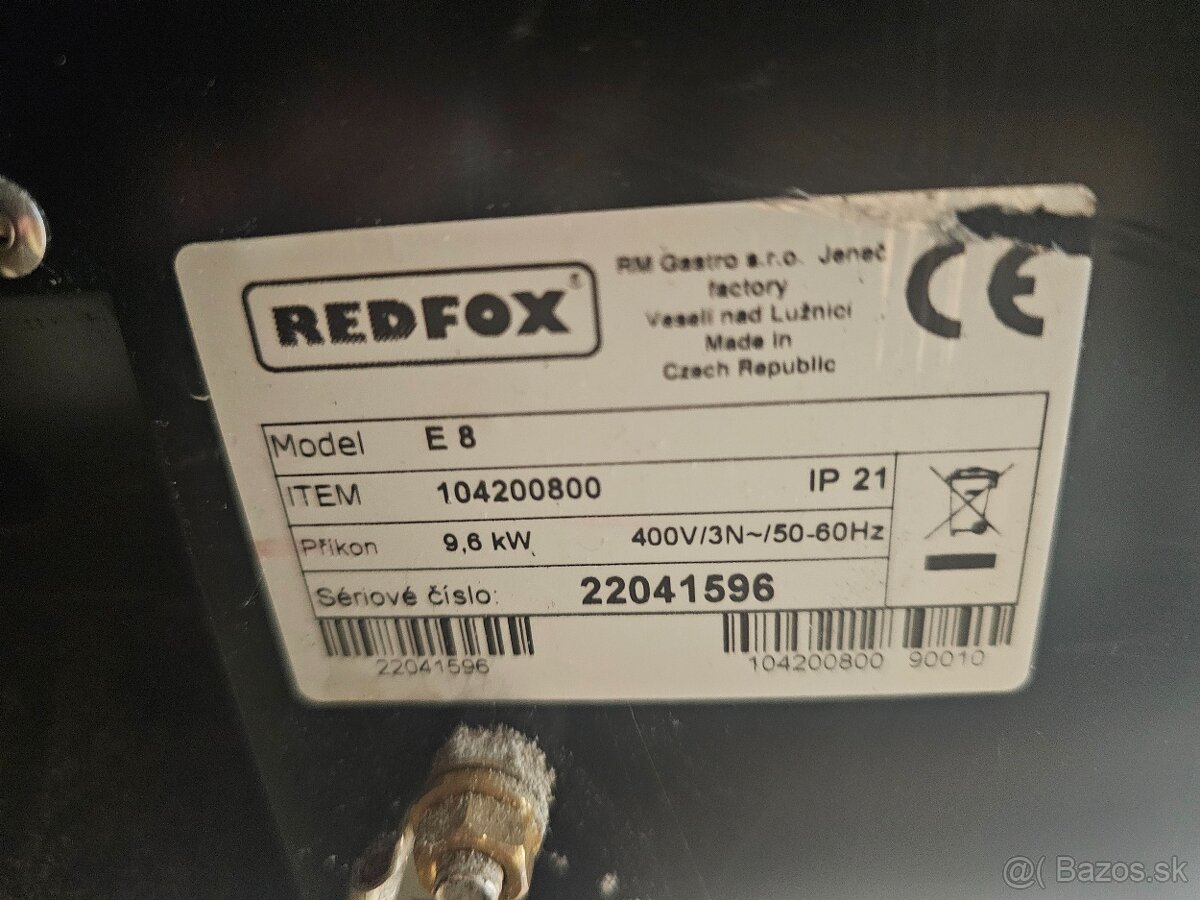 REDFOX®
RM Gastro s.r.o. Jeneč
factory
Veselí nad Lužnicí
Made in
Czech Republic
CE
Model E 8
ITEM 104200800 IP 21
Příkon 9,6 kW 400V/3N~/50-60Hz
Sériové číslo: 22041596
22041596
104200800 90010
@( Bazos.sk